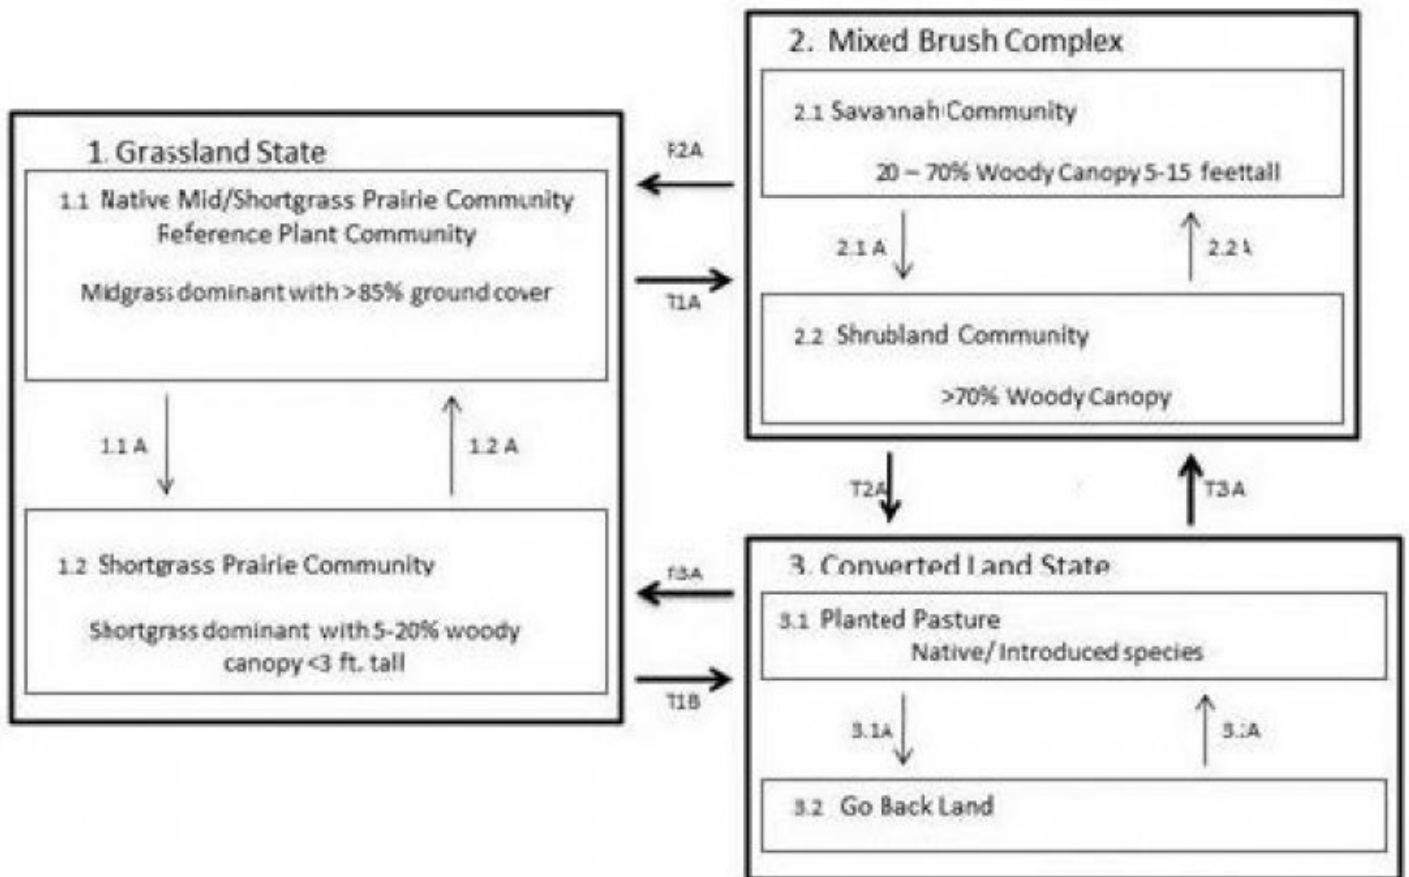 1. Grassland State
1.1 Native Mid/Shortgrass Prairie Community
Reference Plant Community
Midgrass dominant with >85% ground cover
1.1 A
1.2 A
1.2 Shortgrass Prairie Community
Shortgrass dominant with 5-20% woody
canopy <3 ft. tall
R2A
T1A
R3A
T1B
2. Mixed Brush Complex
2.1 Savannah Community
20 – 70% Woody Canopy 5-15 feet tall
2.1 A
2.2 A
2.2 Shrubland Community
>70% Woody Canopy
T2A
T3A
3. Converted Land State
3.1 Planted Pasture
Native/ Introduced species
3.1A
3.2 Go Back Land